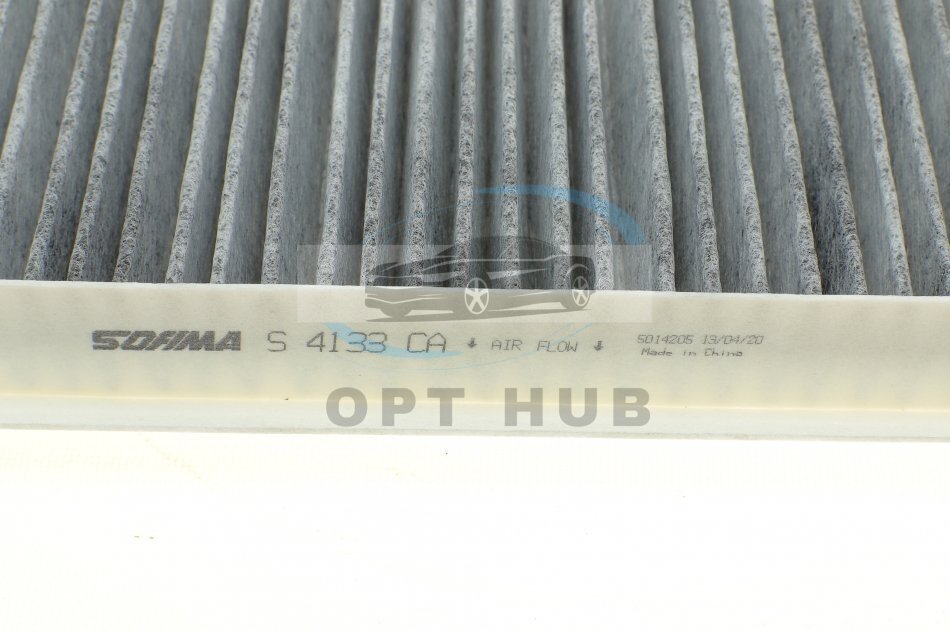 SOFIMA S 4133 CA ↓ AIR FLOW ↓ 5014205 13/04/20
Made in China
OPT HUB